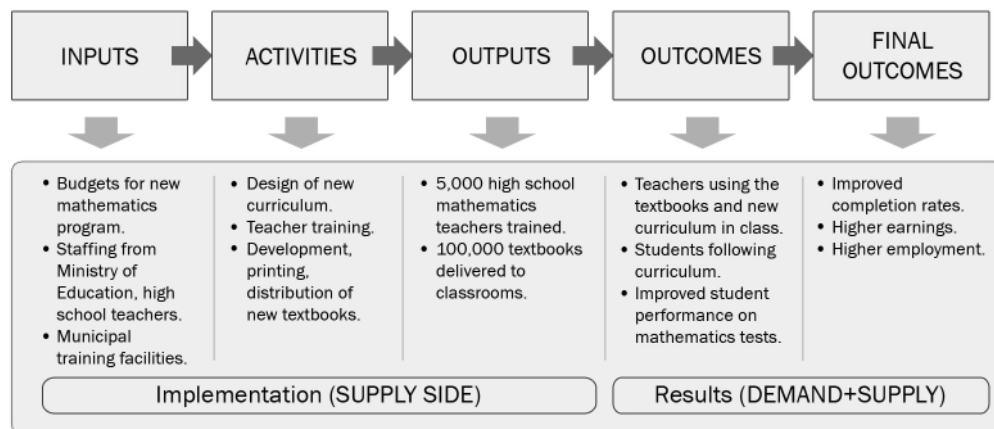 INPUTS
ACTIVITIES
OUTPUTS
OUTCOMES
FINAL
OUTCOMES
• Budgets for new
mathematics
program.
• Staffing from
Ministry of
Education, high
school teachers.
• Municipal
training facilities.
• Design of new
curriculum.
• Teacher training.
• Development,
printing,
distribution of
new textbooks.
• 5,000 high school
mathematics
teachers trained.
• 100,000 textbooks
delivered to
classrooms.
• Teachers using the
textbooks and new
curriculum in class.
• Students following
curriculum.
• Improved student
performance on
mathematics tests.
• Improved
completion rates.
• Higher earnings.
• Higher employment.
Implementation (SUPPLY SIDE)
Results (DEMAND+SUPPLY)